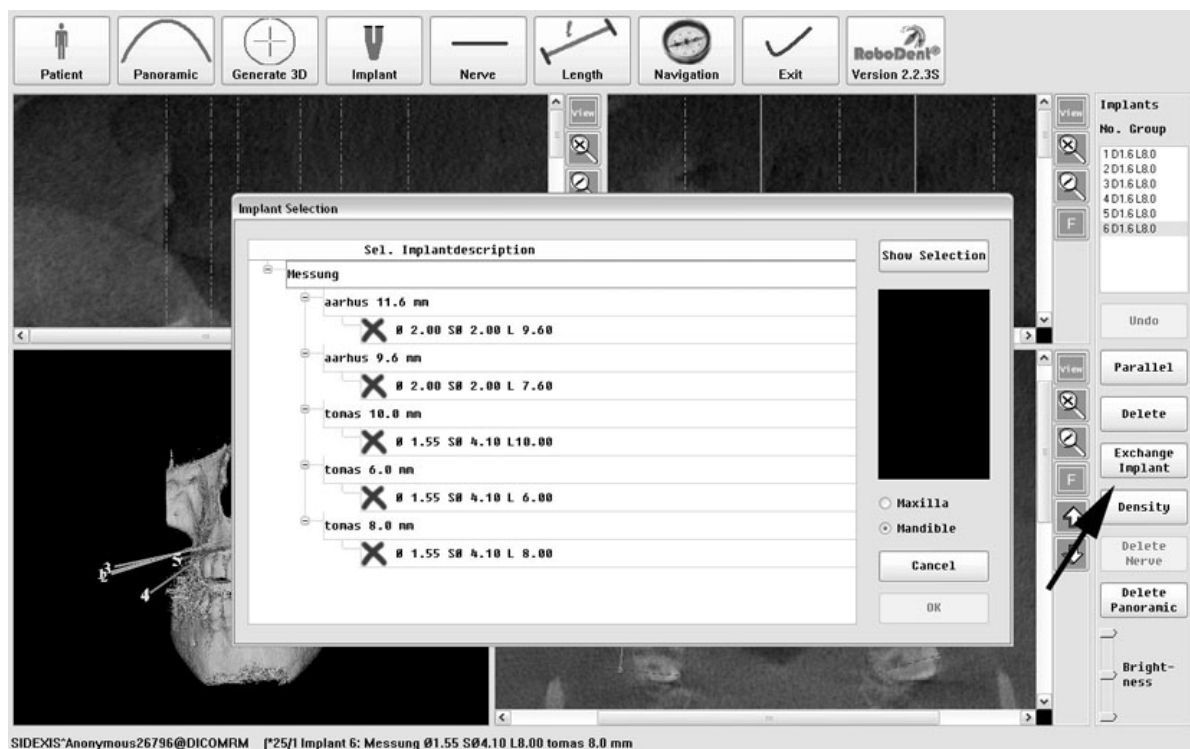 Patient
Panoramic
Generate 3D
Implant
Nerve
l
Length
Navigation
Exit
RoboDent®
Version 2.2.3S
View
View
Implants
No. Group
1 D1.6 L8.0
2 D1.6 L8.0
3 D1.6 L8.0
4 D1.6 L8.0
5 D1.6 L8.0
6 D1.6 L8.0
F
Implant Selection
Sel. Implantdescription
Messung
aarhus 11.6 mm
Ø 2.00 SØ 2.00 L 9.60
aarhus 9.6 mm
Ø 2.00 SØ 2.00 L 7.60
tomas 10.0 mm
Ø 1.55 SØ 4.10 L10.00
tomas 6.0 mm
Ø 1.55 SØ 4.10 L 6.00
tomas 8.0 mm
Ø 1.55 SØ 4.10 L 8.00
Show Selection
Maxilla
Mandible
Cancel
OK
View
F
Undo
Parallel
Delete
Exchange
Implant
Density
Delete
Nerve
Delete
Panoramic
Bright-
ness
3
5
4
SIDEXIS^Anonymous26796@DICOMRM (*25/1 Implant 6: Messung Ø1.55 SØ4.10 L8.00 tomas 8.0 mm